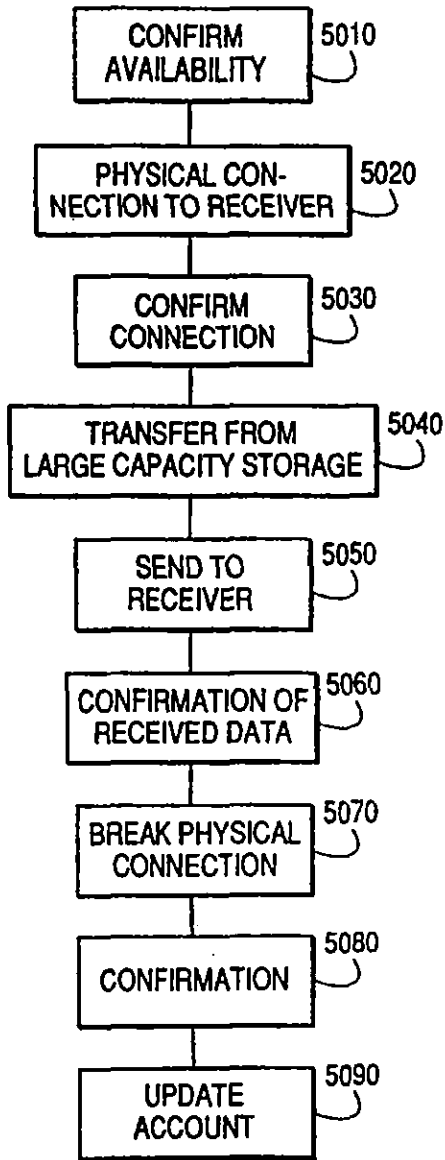 CONFIRM
AVAILABILITY
5010
PHYSICAL CON-
NECTION TO RECEIVER
5020
CONFIRM
CONNECTION
5030
TRANSFER FROM
LARGE CAPACITY STORAGE
5040
SEND TO
RECEIVER
5050
CONFIRMATION OF
RECEIVED DATA
5060
BREAK PHYSICAL
CONNECTION
5070
CONFIRMATION
5080
UPDATE
ACCOUNT
5090